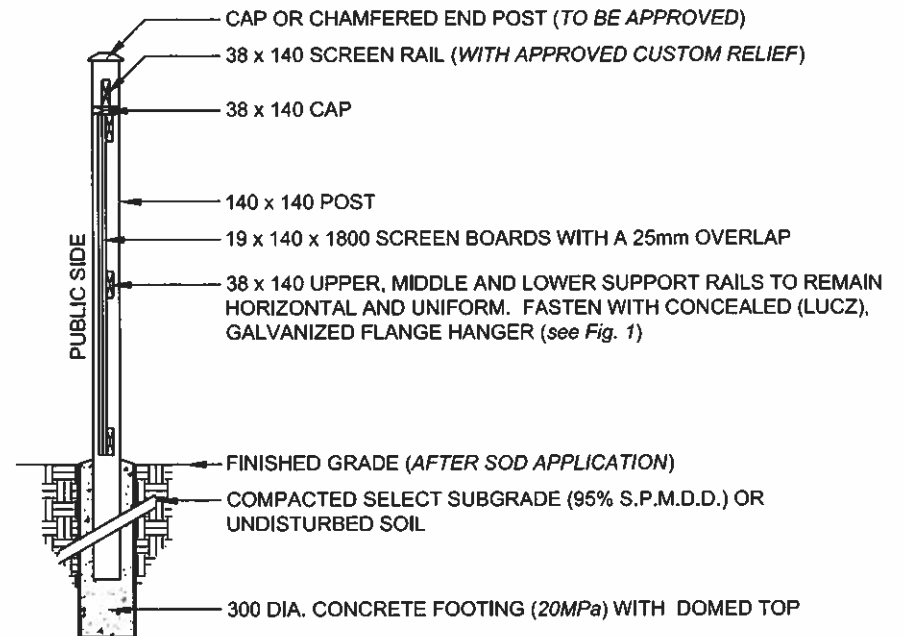 CAP OR CHAMFERED END POST (TO BE APPROVED)
38 x 140 SCREEN RAIL (WITH APPROVED CUSTOM RELIEF)
38 x 140 CAP
140 x 140 POST
PUBLIC SIDE
19 x 140 x 1800 SCREEN BOARDS WITH A 25mm OVERLAP
38 x 140 UPPER, MIDDLE AND LOWER SUPPORT RAILS TO REMAIN
HORIZONTAL AND UNIFORM. FASTEN WITH CONCEALED (LUCZ),
GALVANIZED FLANGE HANGER (see Fig. 1)
FINISHED GRADE (AFTER SOD APPLICATION)
COMPACTED SELECT SUBGRADE (95% S.P.M.D.D.) OR
UNDISTURBED SOIL
300 DIA. CONCRETE FOOTING (20MPa) WITH DOMED TOP